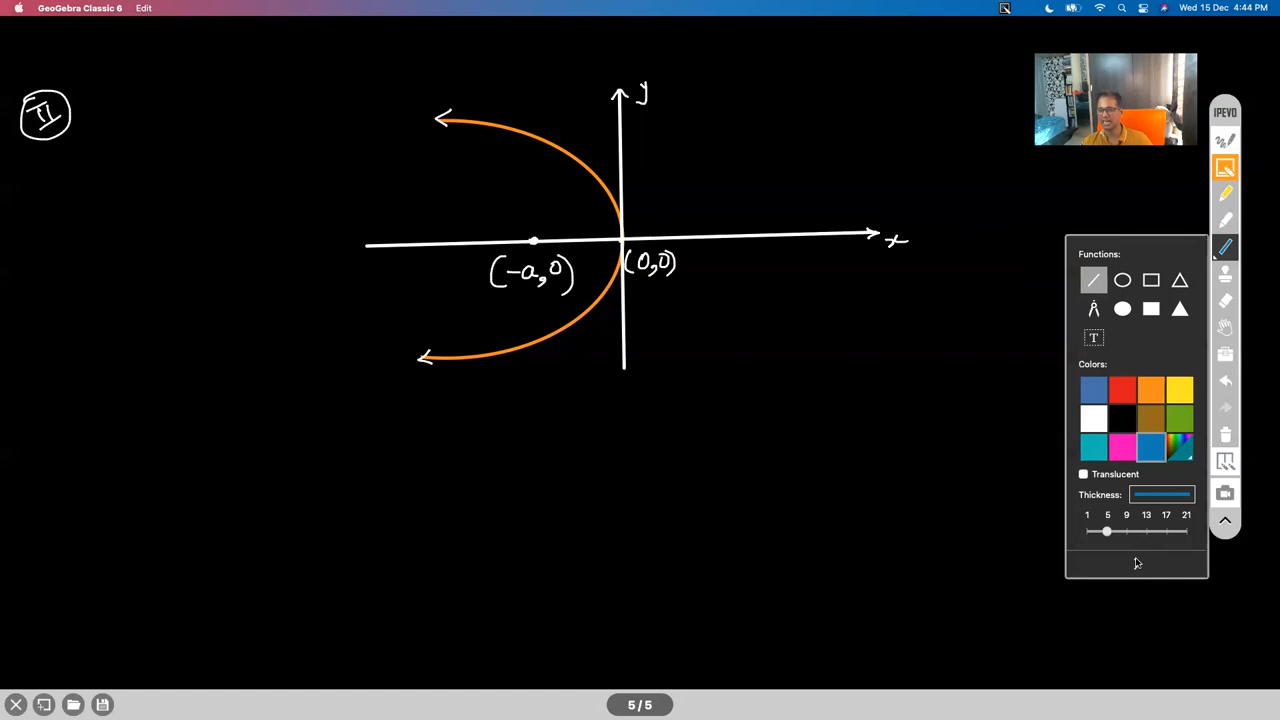 GeoGebra Classic 6 Edit Wed 15 Dec 4:44 PM
II
y
x
(-a,0)
(0,0)
IPEVO
Functions:
T
Colors:
Translucent
Thickness:
1 5 9 13 17 21
5/5